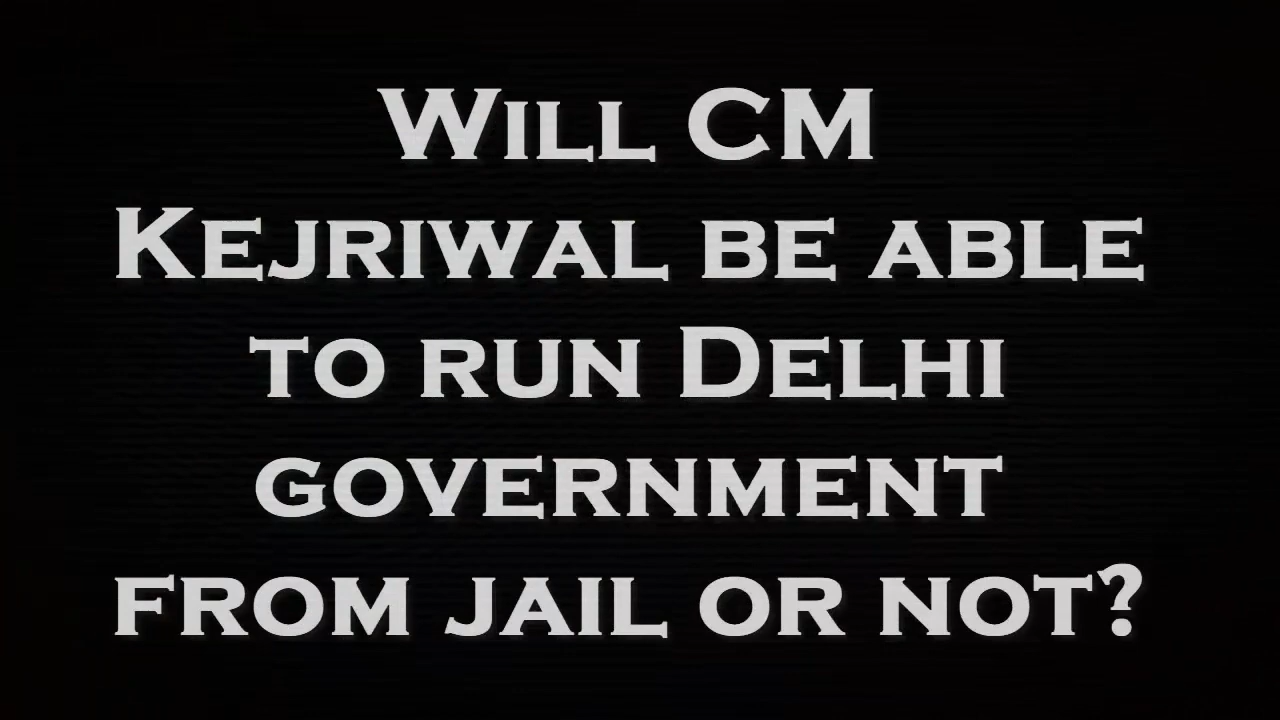 Will CM
Kejriwal be able
to run Delhi
government
from jail or not?